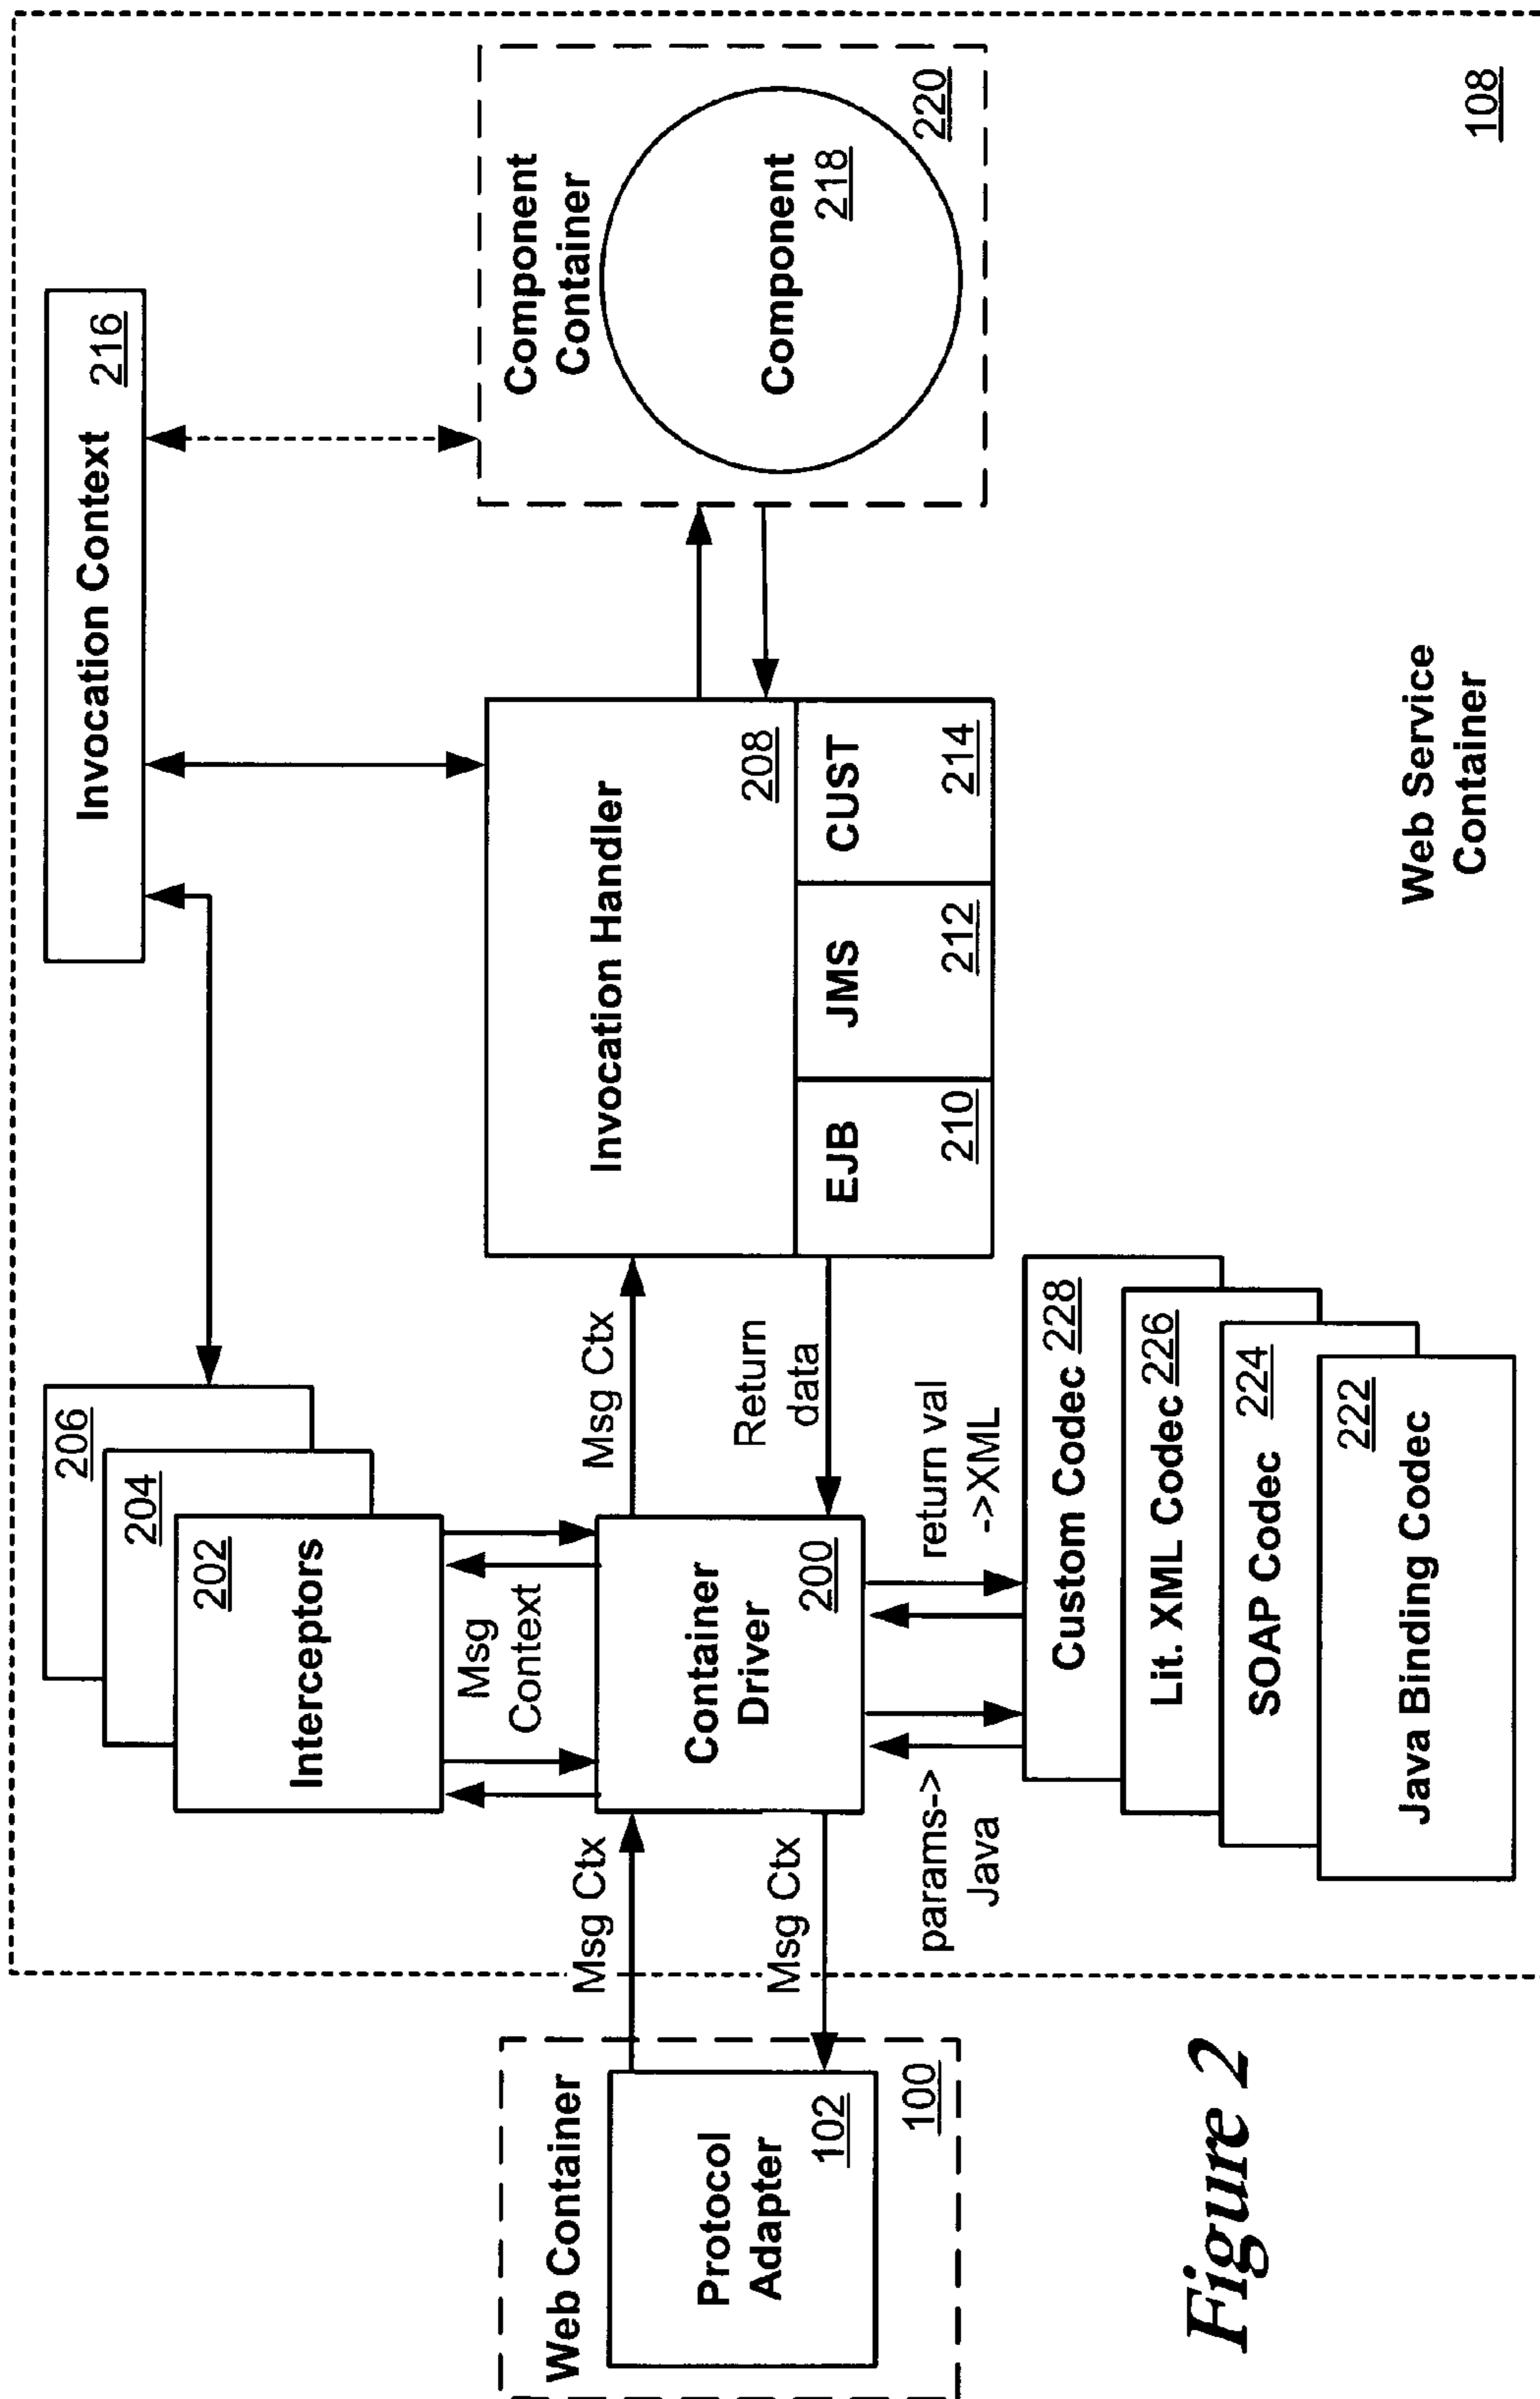 Web Container
Protocol
Adapter
102
100
Msg Ctx
Msg Ctx
206
204
202
Interceptors
Msg
Context
Container
Driver
200
params->
Java
return val
->XML
Msg Ctx
Return
data
Custom Codec 228
Lit. XML Codec 226
SOAP Codec 224
222
Java Binding Codec
Invocation Handler
208
EJB
210
JMS
212
CUST
214
Invocation Context
216
Component
Container
Component
218
220
Web Service
Container
108
Figure 2